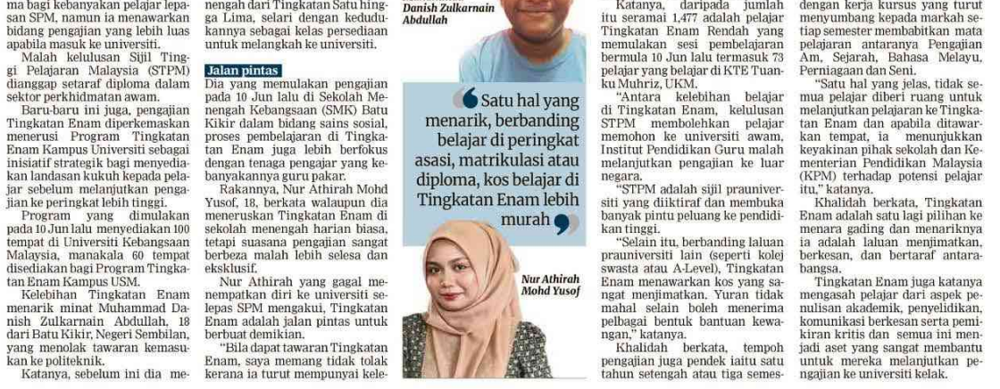 ma bagi kebanyakan pelajar lepa-
san SPM, namun ia menawarkan
bidang pengajian yang lebih luas
apabila masuk ke universiti.
Malah kelulusan Sijil Ting-
gi Pelajaran Malaysia (STPM)
dianggap setaraf diploma dalam
sektor perkhidmatan awam.
Baru-baru ini juga, pengajian
Tingkatan Enam diperkemaskan
menerusi Program Tingkatan
Enam Kampus Universiti sebagai
inisiatif strategik bagi menyedia-
kan landasan kukuh kepada pela-
jar sebelum melanjutkan penga-
jian ke peringkat lebih tinggi.
Program yang dimulakan
pada 10 Jun lalu menyediakan 100
tempat di Universiti Kebangsaan
Malaysia, manakala 60 tempat
disediakan bagi Program Tingka-
tan Enam Kampus USM.
Kelebihan Tingkatan Enam
menarik minat Muhammad Da-
nish Zulkarnat Abdullah, 18
dari Batu Kikir, Negeri Sembilan,
yang menolak tawaran kemasu-
kan ke politeknik.
Katanya, sebelum ini dia me-
nengah dari Tingkatan Satu hing-
ga Lima, selari dengan kedudu-
kannya sebagai kelas persediaan
untuk melangkah ke universiti.
Jalan pintas
Dia yang memulakan pengajian
pada 10 Jun lalu di Sekolah Me-
nengah Kebangsaan (SMK) Batu
Kikir dalam bidang sains sosial,
proses pembelajaran di Tingka-
tan Enam juga lebih berfokus
dengan tenaga pengajar yang ke-
banyakannya guru pakar.
Rakannya, Nur Athirah Mohd
Yusof, 18, berkata walaupun dia
meneruskan Tingkatan Enam di
sekolah menengah harian biasa,
tetapi suasana pengajian sangat
berbeza malah lebih selesa dan
eksklusif.
Nur Athirah yang gagal me-
nempatkan diri ke universiti se-
lepas SPM mengakui, Tingkatan
Enam adalah jalan pintas untuk
berbuat demikian.
“Bila dapat tawaran Tingkatan
Enam, saya memang tidak tolak
kerana ia turut mempunyai kele-
Danish Zulkarnain
Abdullah
“Satu hal yang
menarik, berbanding
belajar di peringkat
asasi, matrikulasi atau
diploma, kos belajar di
Tingkatan Enam lebih
murah”
Nur Athirah
Mohd Yusof
Katanya, daripada jumlah
itu seramai 1,477 adalah pelajar
Tingkatan Enam Rendah yang
memulakan sesi pembelajaran
bermula 10 Jun lalu termasuk 73
pelajar yang belajar di KTE Tuan-
ku Muhriz, UKM.
“Antara kelebihan belajar
di Tingkatan Enam, kelulusan
STPM membolehkan pelajar
memohon ke universiti awam,
Institut Pendidikan Guru malah
melanjutkan pengajian ke luar
negara.
“STPM adalah sijil prauniver-
siti yang diiktiraf dan membuka
banyak pintu peluang ke pendidi-
kan tinggi.
“Selain itu, berbanding laluan
prauniversiti lain (seperti kolej
swasta atau A-Level), Tingkatan
Enam menawarkan kos yang sa-
ngat menjimatkan. Yuran tidak
mahal selain boleh menerima
pelbagai bentuk bantuan kewa-
ngan,” katanya.
Khalidah berkata, tempoh
pengajian juga pendek iaitu satu
tahun setengah atau tiga semes-
dengan kerja kursus yang turut
menyumbang kepada markah se-
tiap semester membabitkan mata
pelajaran antaranya Pengajian
Am, Sejarah, Bahasa Melayu,
Perniagaan dan Seni.
“Satu hal yang jelas, tidak se-
mua pelajar diberi ruang untuk
melanjutkan pelajaran ke Tingka-
tan Enam dan apabila ditawar-
kan tempat, ia menunjukkan
keyakinan pihak sekolah dan Ke-
menterian Pendidikan Malaysia
(KPM) terhadap potensi pelajar
itu,” katanya.
Khalidah berkata, Tingkatan
Enam adalah satu lagi pilihan ke
menara gading dan menariknya
ia adalah laluan menjimatkan,
berkesan, dan bertaraf antara-
bangsa.
Tingkatan Enam juga katanya
mengasah pelajar dari aspek pe-
nulisan akademik, penyelidikan,
komunikasi berkesan serta pemi-
kiran kritis dan semua ini men-
jadi aset yang sangat membantu
untuk mereka melanjutkan pe-
ngajian ke universiti kelak.